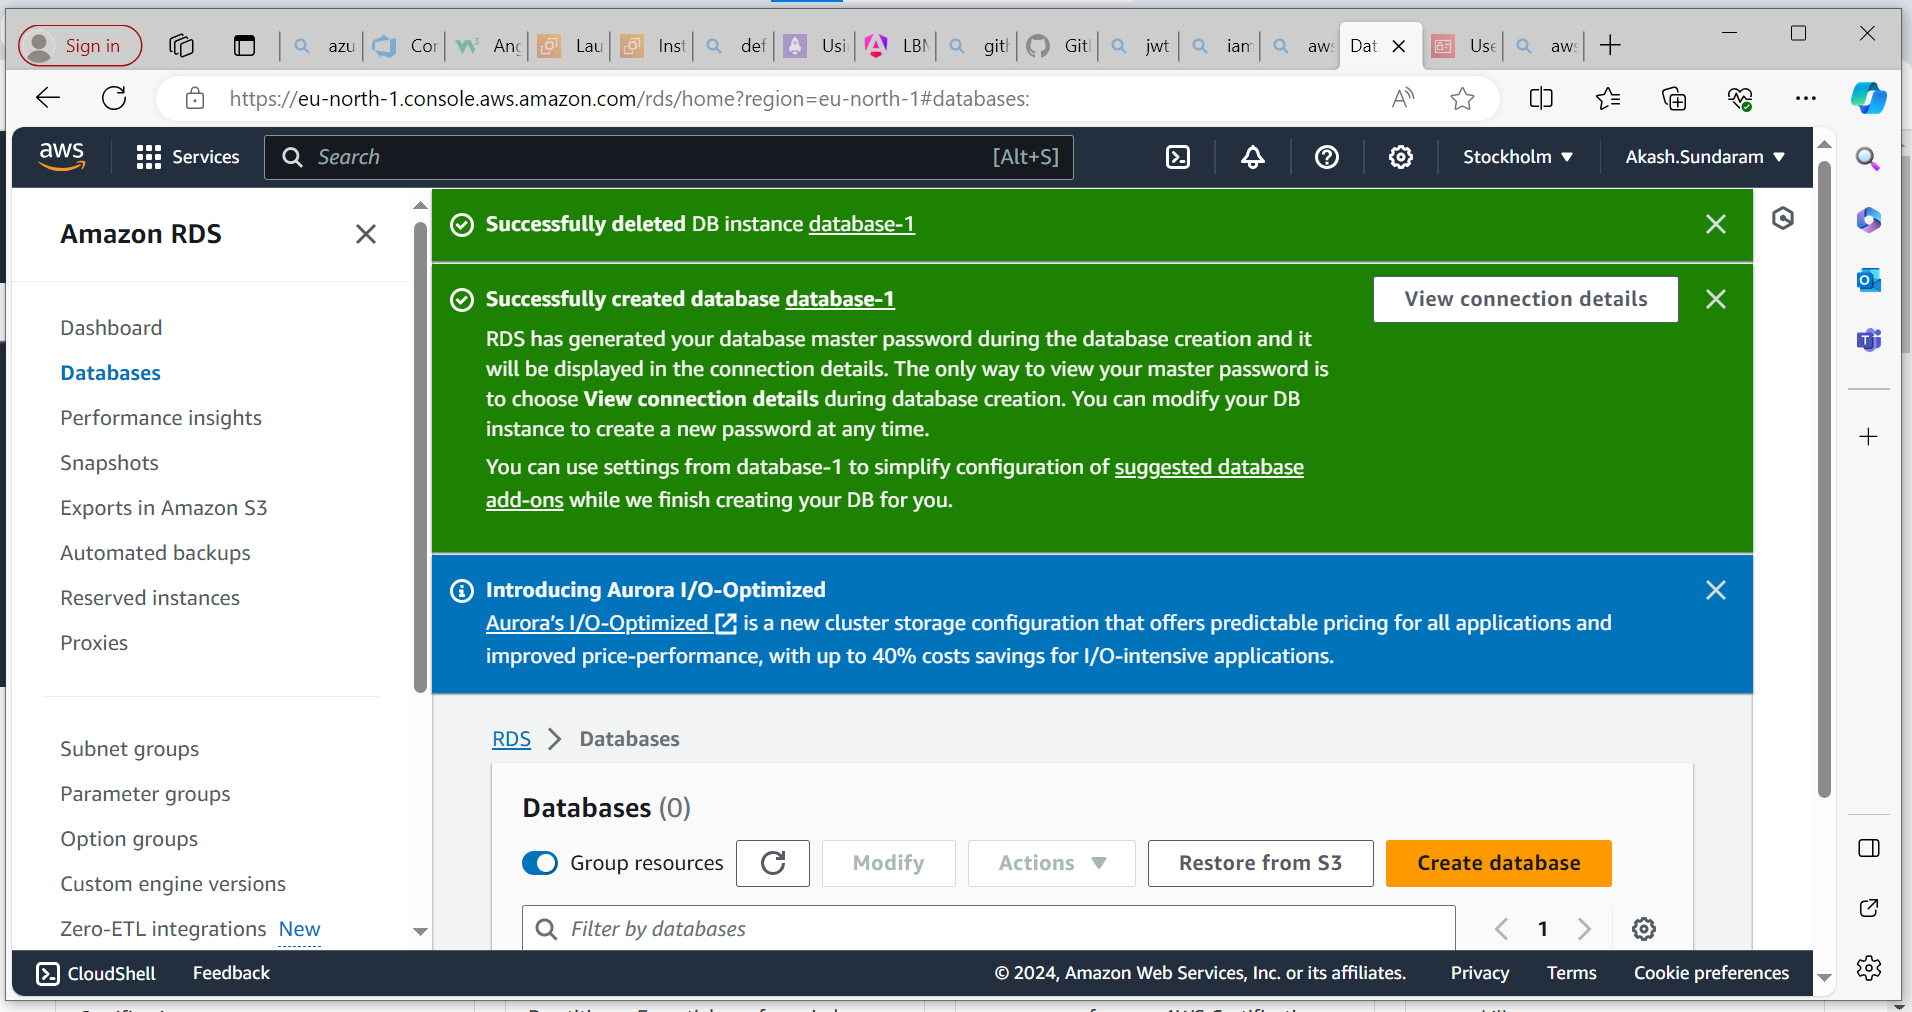 Sign in
azu
Cor
Ang
Lau
Inst
def
Usi
LBN
gith
Gitl
jwt
iam
aws
Dat
Use
aws
https://eu-north-1.console.aws.amazon.com/rds/home?region=eu-north-1#databases:
aws
Services
Search
[Alt+S]
Stockholm
Akash.Sundaram
Amazon RDS
Dashboard
Databases
Performance insights
Snapshots
Exports in Amazon S3
Automated backups
Reserved instances
Proxies
Subnet groups
Parameter groups
Option groups
Custom engine versions
Zero-ETL integrations New
Successfully deleted DB instance database-1
Successfully created database database-1
View connection details
RDS has generated your database master password during the database creation and it
will be displayed in the connection details. The only way to view your master password is
to choose View connection details during database creation. You can modify your DB
instance to create a new password at any time.
You can use settings from database-1 to simplify configuration of suggested database
add-ons while we finish creating your DB for you.
Introducing Aurora I/O-Optimized
Aurora's I/O-Optimized is a new cluster storage configuration that offers predictable pricing for all applications and
improved price-performance, with up to 40% costs savings for I/O-intensive applications.
RDS > Databases
Databases (0)
Group resources
Modify
Actions
Restore from S3
Create database
Filter by databases
1
CloudShell
Feedback
© 2024, Amazon Web Services, Inc. or its affiliates.
Privacy
Terms
Cookie preferences